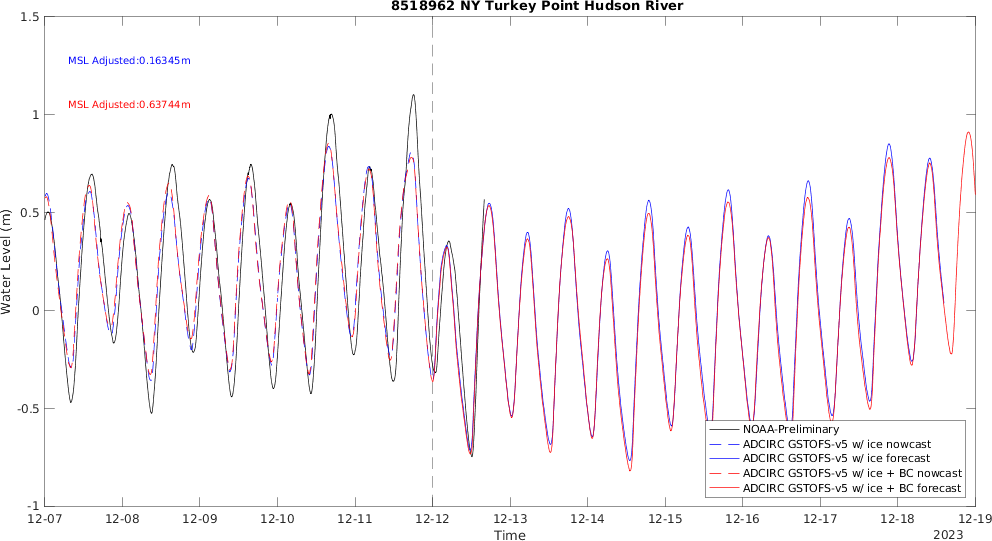 8518962 NY Turkey Point Hudson River
1.5
1
0.5
0
-0.5
-1
Water Level (m)
MSL Adjusted:0.16345m
MSL Adjusted:0.63744m
NOAA-Preliminary
ADCIRC GSTOFS-v5 w/ ice nowcast
ADCIRC GSTOFS-v5 w/ ice forecast
ADCIRC GSTOFS-v5 w/ ice + BC nowcast
ADCIRC GSTOFS-v5 w/ ice + BC forecast
12-07 12-08 12-09 12-10 12-11 12-12 12-13 12-14 12-15 12-16 12-17 12-18 12-19
Time
2023